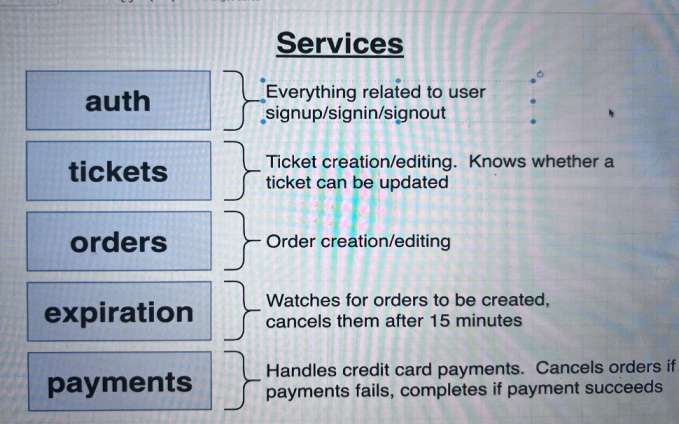 Services
auth
Everything related to user
signup/signin/signout
tickets
Ticket creation/editing. Knows whether a
ticket can be updated
orders
Order creation/editing
expiration
Watches for orders to be created,
cancels them after 15 minutes
payments
Handles credit card payments. Cancels orders if
payments fails, completes if payment succeeds